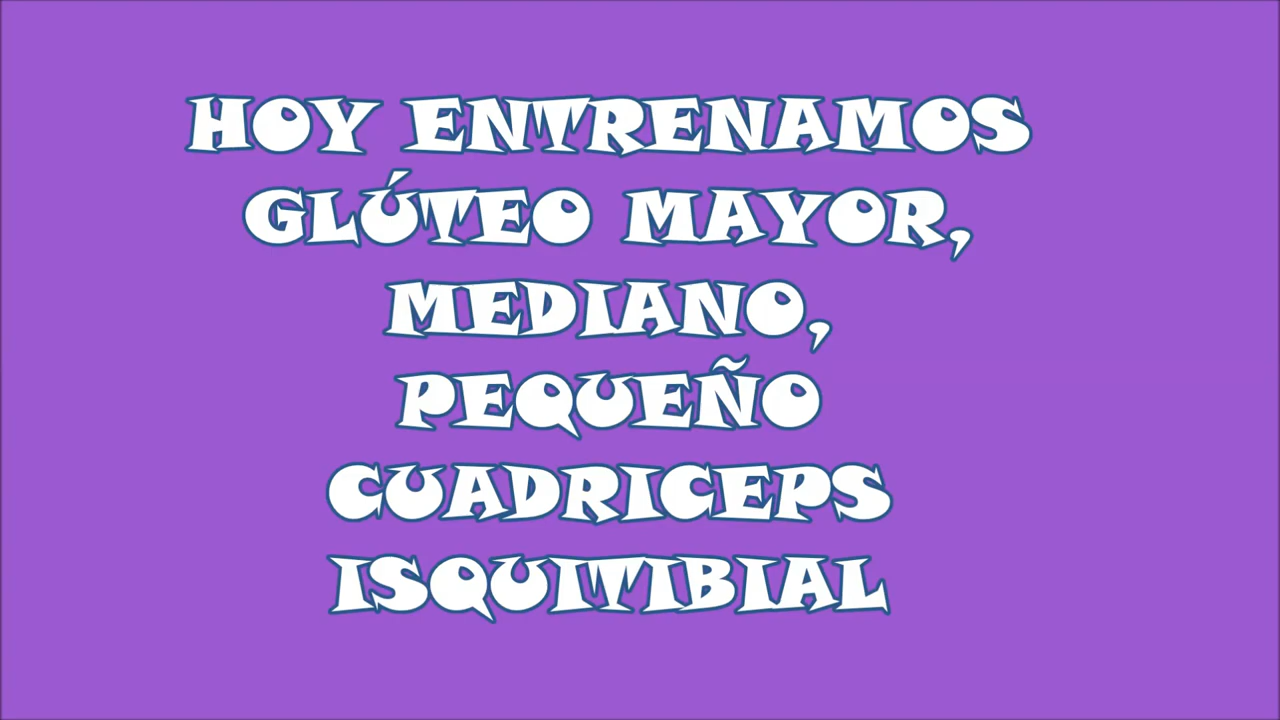 HOY ENTRENAMOS
GLÚTEO MAYOR,
MEDIANO,
PEQUEÑO
CUADRICEPS
ISQUITIBIAL